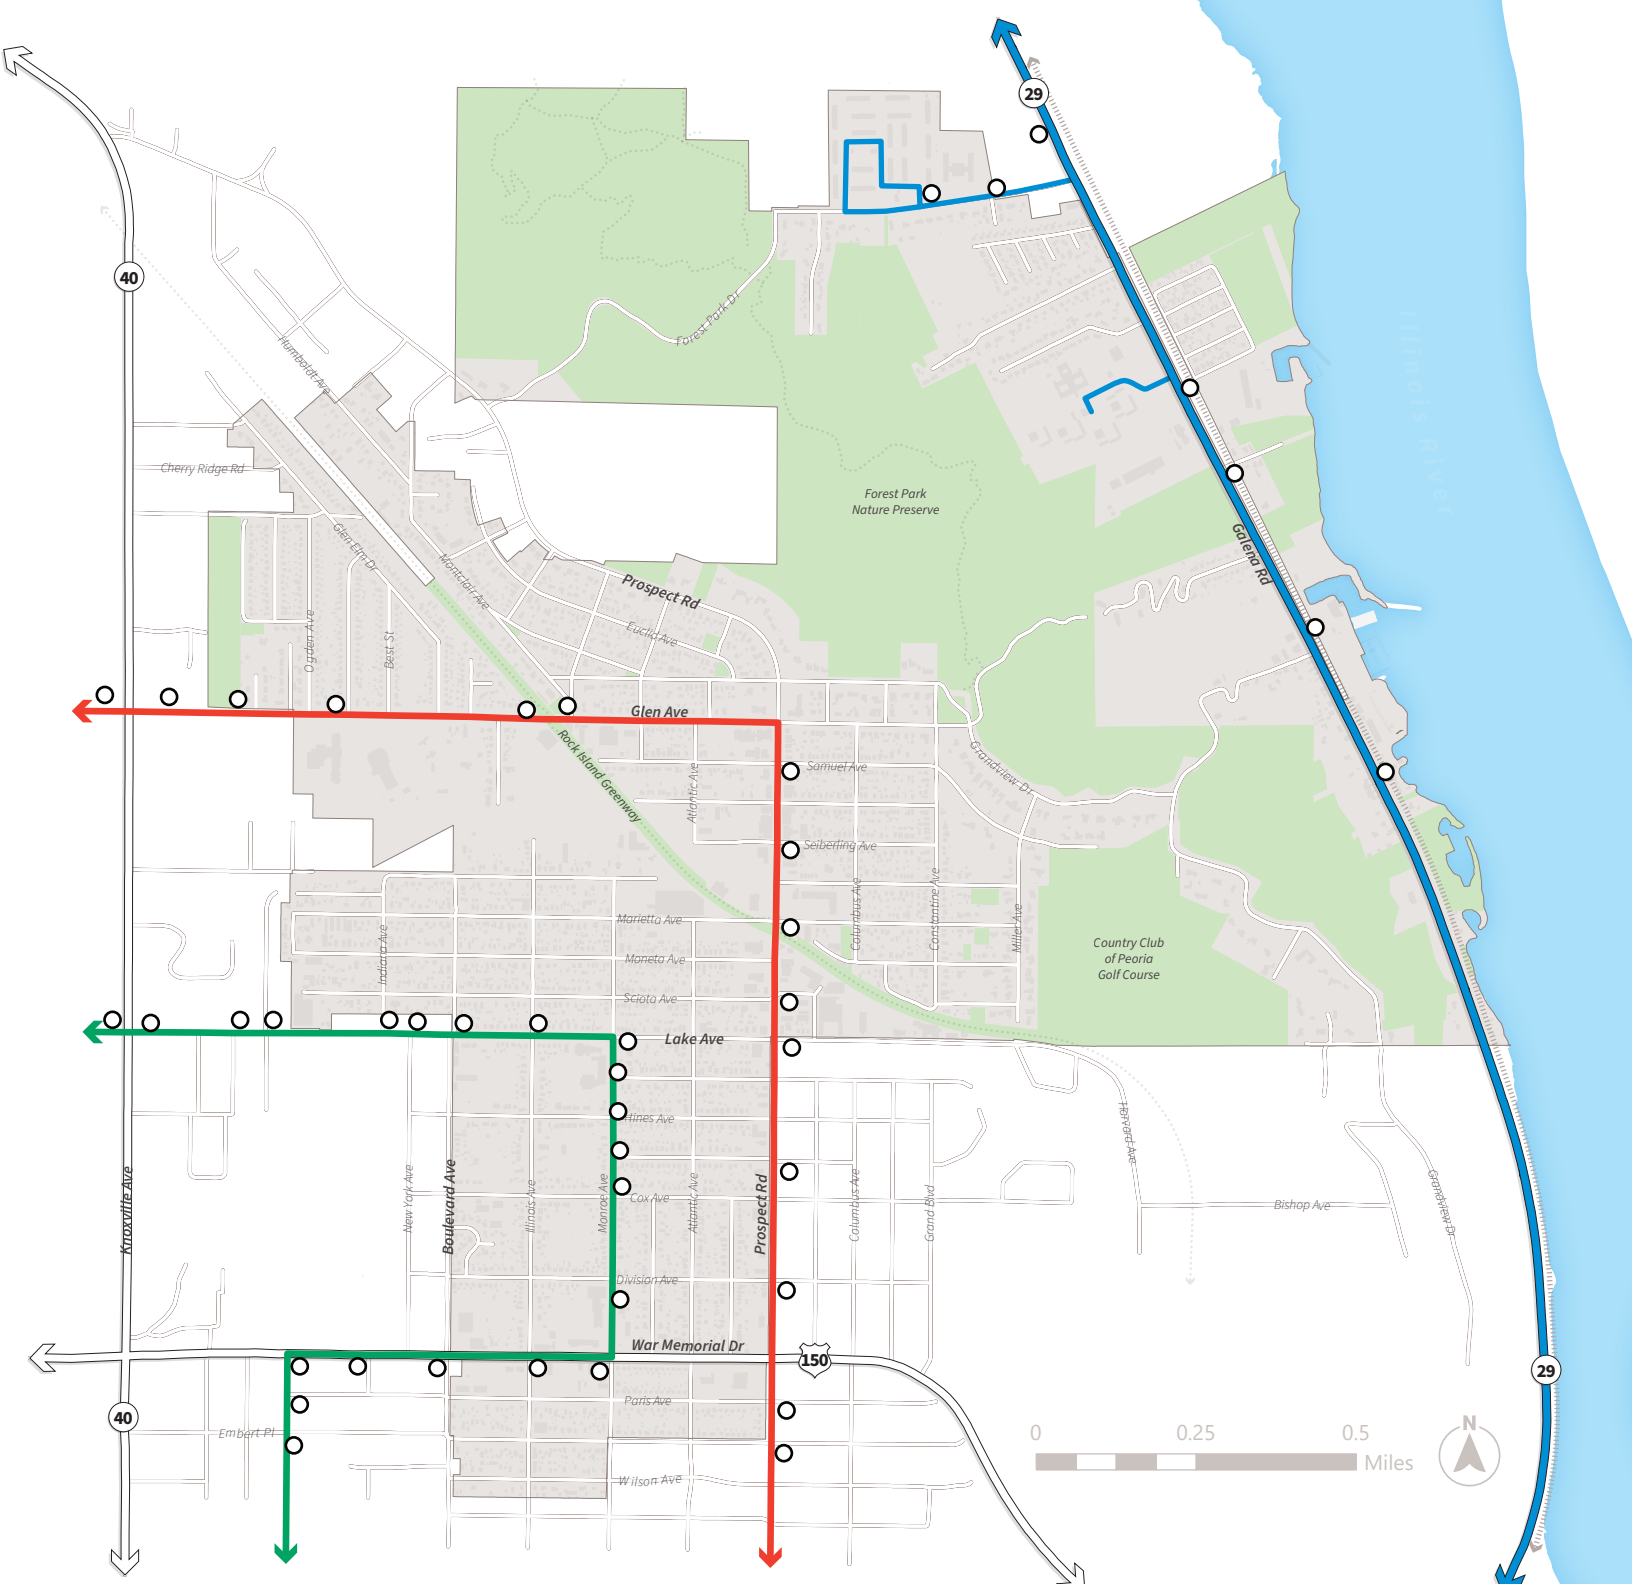 29
40
Illinois River
Forest Park Dr
Humboldt Ave
Cherry Ridge Rd
Forest Park
Nature Preserve
Glen Elm Dr
Montclair Ave
Galena Rd
Prospect Rd
Euclid Ave
Ogden Ave
Best St
Glen Ave
Rock Island Greenway
Atlantic Ave
Samuel Ave
Grandview Dr
Seiberling Ave
Columbus Ave
Constantine Ave
Miller Ave
Marietta Ave
Indiana Ave
Moneta Ave
Country Club
of Peoria
Golf Course
Sciota Ave
Lake Ave
Hines Ave
Harvard Ave
Knoxville Ave
New York Ave
Boulevard Ave
Illinois Ave
Monroe Ave
Cox Ave
Atlantic Ave
Prospect Rd
Columbus Ave
Grand Blvd
Bishop Ave
Grandview Dr
Division Ave
War Memorial Dr
150
29
40
Paris Ave
Embert Pl
Wilson Ave
0 0.25 0.5
Miles
N